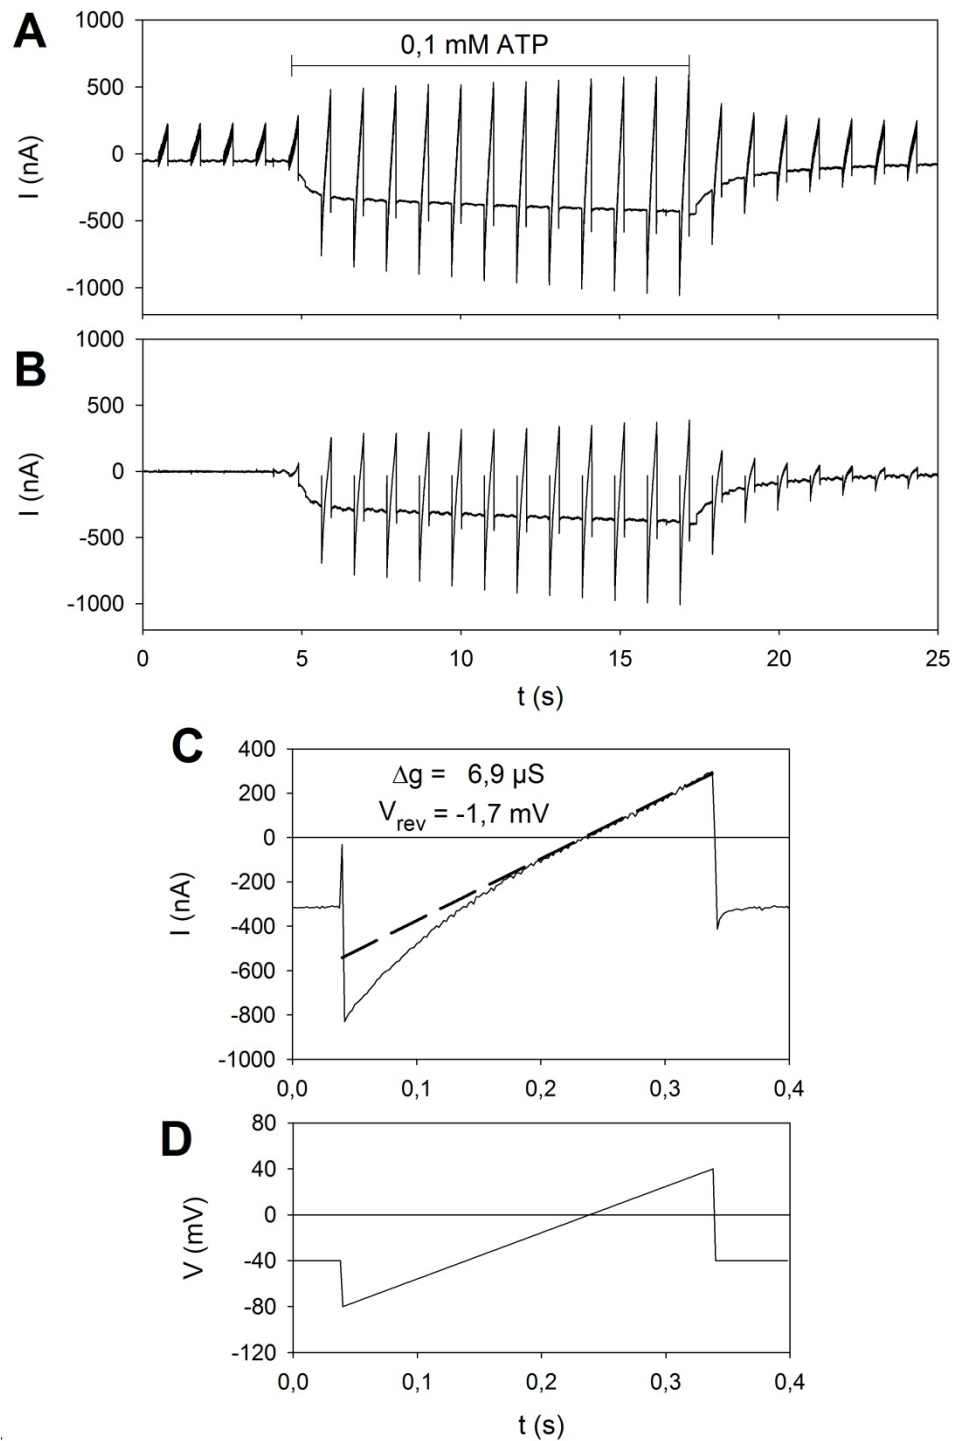 A
1000
0,1 mM ATP
500
0
-500
-1000
I (nA)
B
1000
500
0
-500
-1000
I (nA)
0 5 10 15 20 25
t (s)
C
400
Δg = 6,9 µS
200
Vrev = -1,7 mV
0
-200
-400
-600
-800
-1000
I (nA)
0,0 0,1 0,2 0,3 0,4
D
80
40
0
-40
-80
-120
V (mV)
0,0 0,1 0,2 0,3 0,4
t (s)